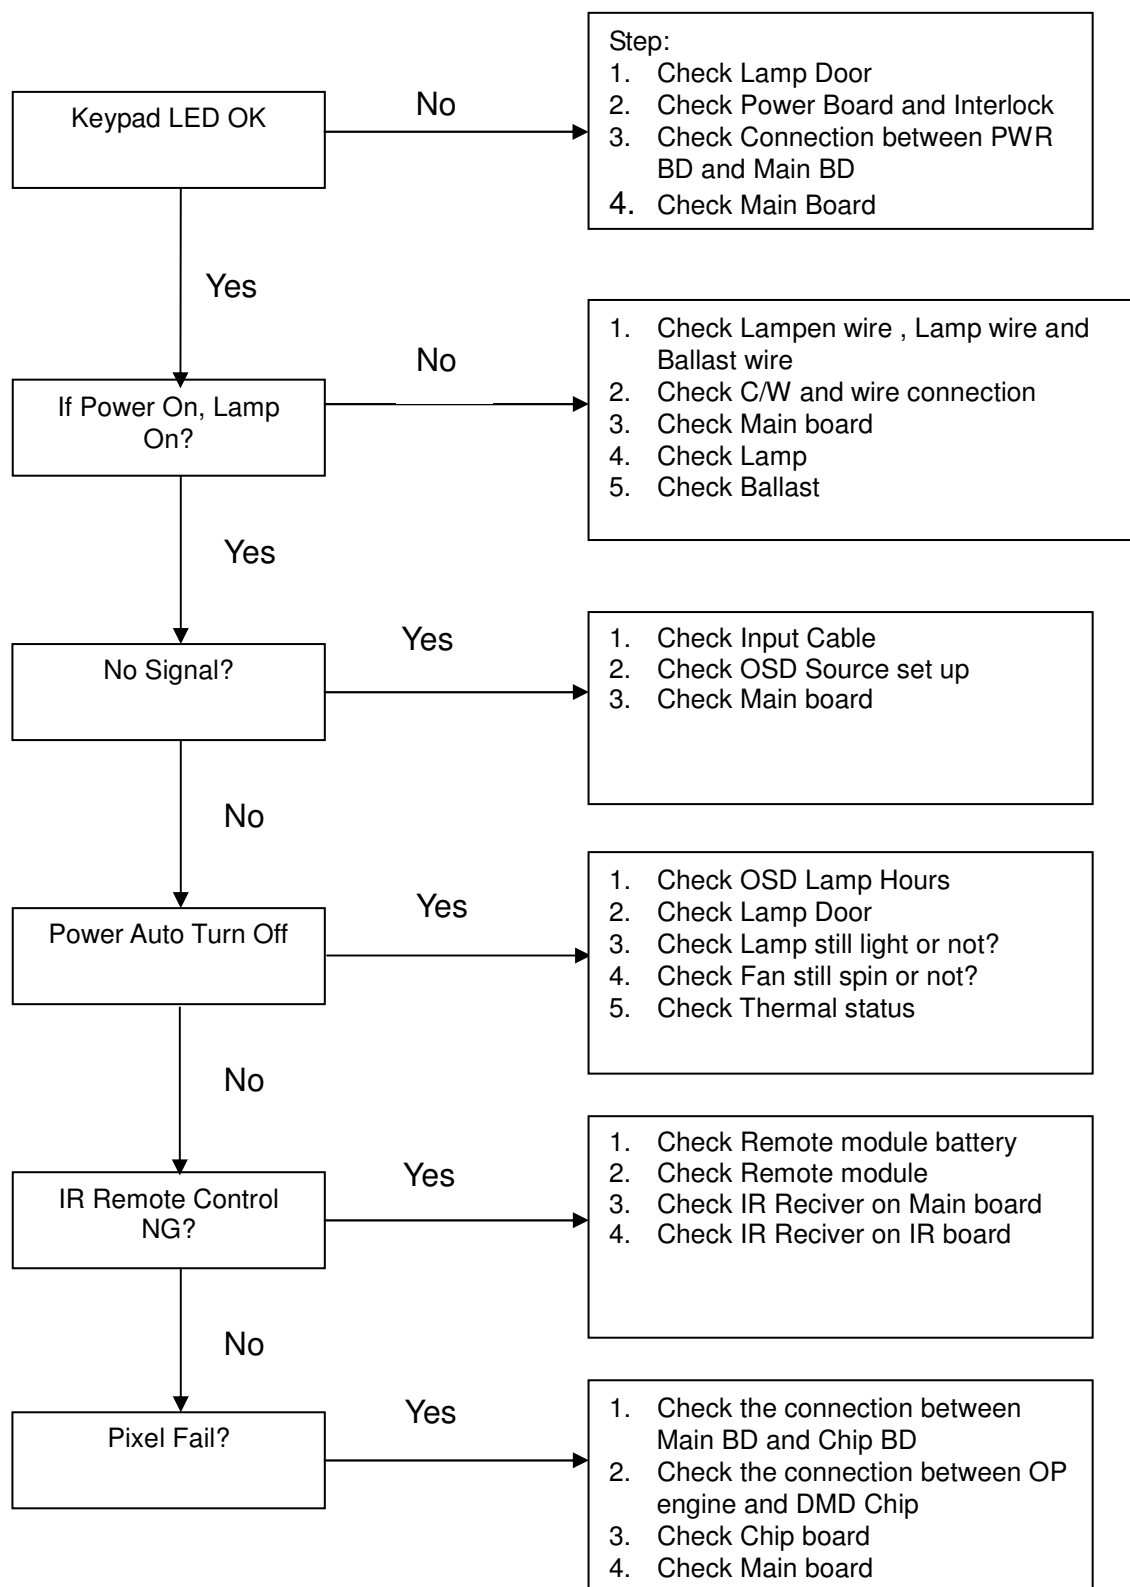 Keypad LED OK
No
Step:
1. Check Lamp Door
2. Check Power Board and Interlock
3. Check Connection between PWR
BD and Main BD
4. Check Main Board
Yes
If Power On, Lamp
On?
No
1. Check Lampen wire , Lamp wire and
Ballast wire
2. Check C/W and wire connection
3. Check Main board
4. Check Lamp
5. Check Ballast
Yes
No Signal?
Yes
1. Check Input Cable
2. Check OSD Source set up
3. Check Main board
No
Power Auto Turn Off
Yes
1. Check OSD Lamp Hours
2. Check Lamp Door
3. Check Lamp still light or not?
4. Check Fan still spin or not?
5. Check Thermal status
No
IR Remote Control
NG?
Yes
1. Check Remote module battery
2. Check Remote module
3. Check IR Reciver on Main board
4. Check IR Reciver on IR board
No
Pixel Fail?
Yes
1. Check the connection between
Main BD and Chip BD
2. Check the connection between OP
engine and DMD Chip
3. Check Chip board
4. Check Main board